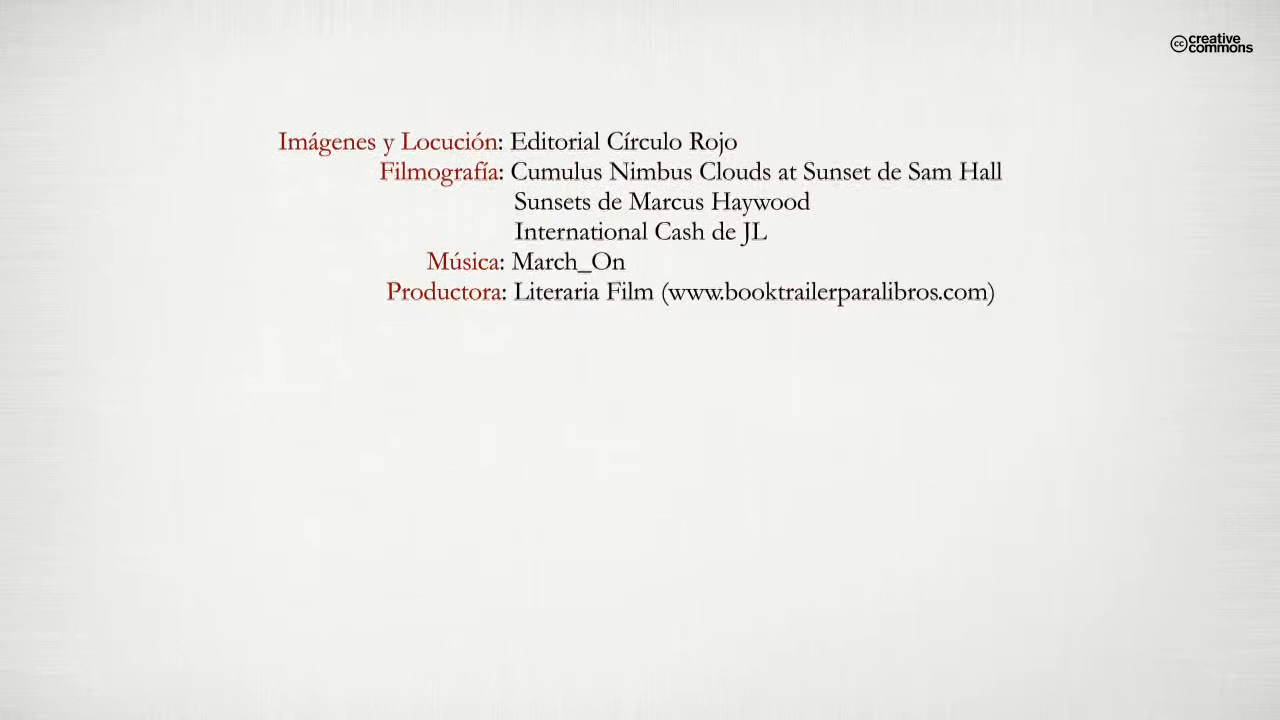 cc creative
commons
Imágenes y Locución: Editorial Círculo Rojo
Filmografía: Cumulus Nimbus Clouds at Sunset de Sam Hall
Sunsets de Marcus Haywood
International Cash de JL
Música: March_On
Productora: Literaria Film (www.booktrailerparalibros.com)